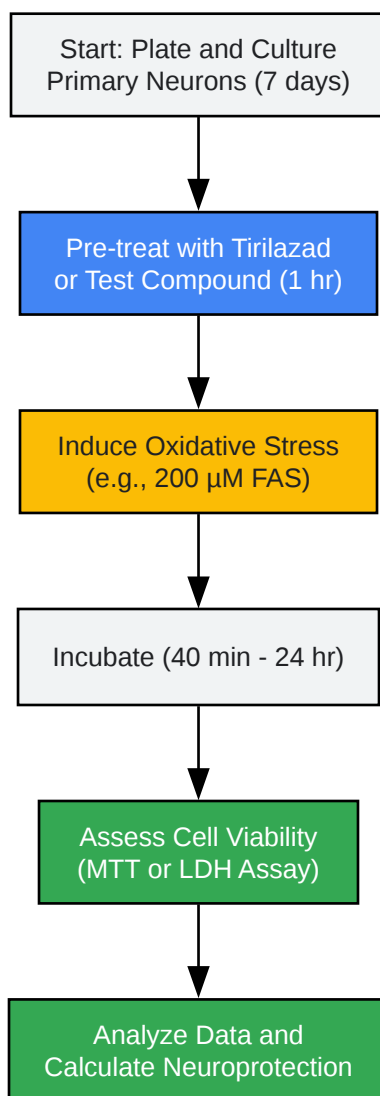 Start: Plate and Culture
Primary Neurons (7 days)
Pre-treat with Tirilazad
or Test Compound (1 hr)
Induce Oxidative Stress
(e.g., 200 µM FAS)
Incubate (40 min - 24 hr)
Assess Cell Viability
(MTT or LDH Assay)
Analyze Data and
Calculate Neuroprotection